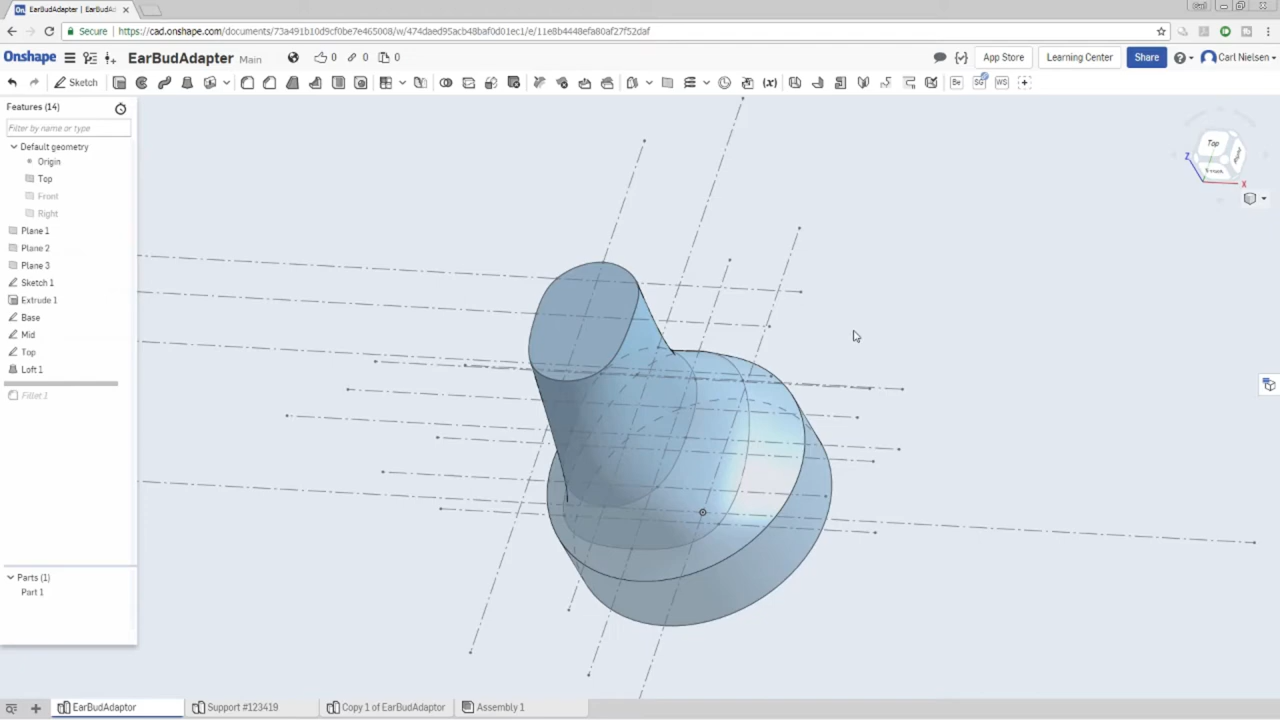 EarBudAdapter | EarBudAd
Secure | https://cad.onshape.com/documents/73a491b10d9cf0be7e465008/w/474daed95acb48baf0d01ec1/e/11e8b4448efa80af27f52daf
Onshape EarBudAdapter Main 0 0 0 App Store Learning Center Share Carl Nielsen
Sketch
Features (14)
Filter by name or type
Default geometry
Origin
Top
Front
Right
Plane 1
Plane 2
Plane 3
Sketch 1
Extrude 1
Base
Mid
Top
Loft 1
Fillet 1
Parts (1)
Part 1
Top
Front
Right
Z
X
EarBudAdaptor
Support #123419
Copy 1 of EarBudAdaptor
Assembly 1